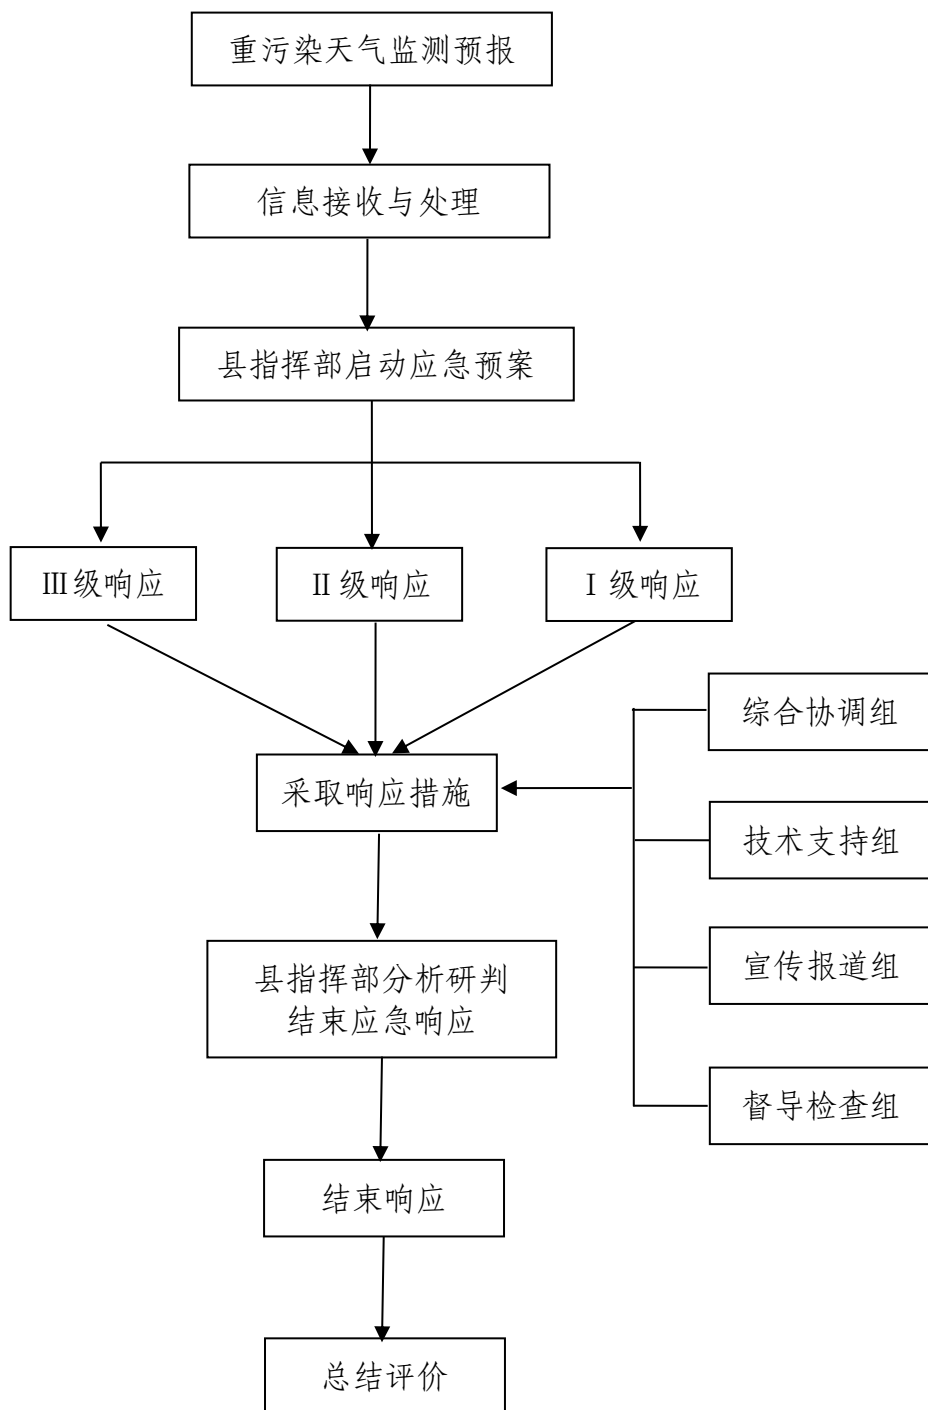 重污染天气监测预报
信息接收与处理
县指挥部启动应急预案
Ⅲ级响应
Ⅱ级响应
Ⅰ级响应
综合协调组
采取响应措施
技术支持组
县指挥部分析研判
结束应急响应
宣传报道组
督导检查组
结束响应
总结评价